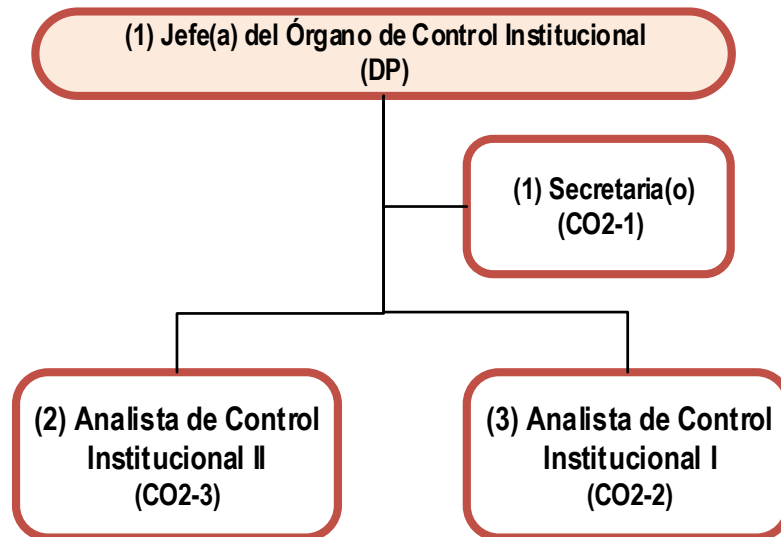 (1) Jefe(a) del Órgano de Control Institucional
(DP)
(1) Secretaria(o)
(CO2-1)
(2) Analista de Control
Institucional II
(CO2-3)
(3) Analista de Control
Institucional I
(CO2-2)